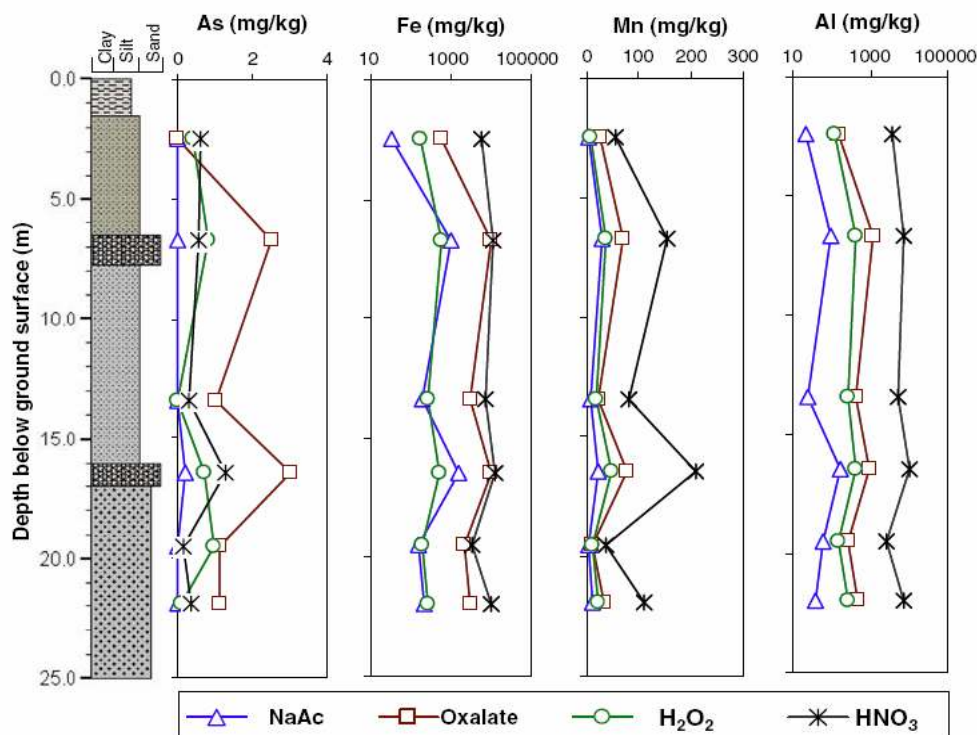 As (mg/kg) Fe (mg/kg) Mn (mg/kg) Al (mg/kg)
Clay
Silt
Sand
0 2 4 10 1000 100000 0 100 200 300 10 1000 100000
0.0
5.0
10.0
15.0
20.0
25.0
Depth below ground surface (m)
NaAc Oxalate H₂O₂ HNO₃